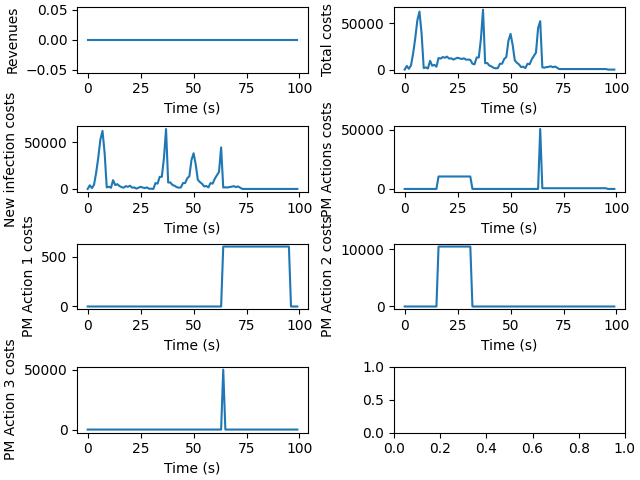 Revenues
0.05
0.00
−0.05
0 25 50 75 100
Time (s)
Total costs
50000
0
0 25 50 75 100
Time (s)
New infection costs
50000
0
0 25 50 75 100
Time (s)
PM Actions costs
50000
0
0 25 50 75 100
Time (s)
PM Action 1 costs
500
0
0 25 50 75 100
Time (s)
PM Action 2 costs
10000
0
0 25 50 75 100
Time (s)
PM Action 3 costs
50000
0
0 25 50 75 100
Time (s)
1.0
0.5
0.0
0.0 0.2 0.4 0.6 0.8 1.0